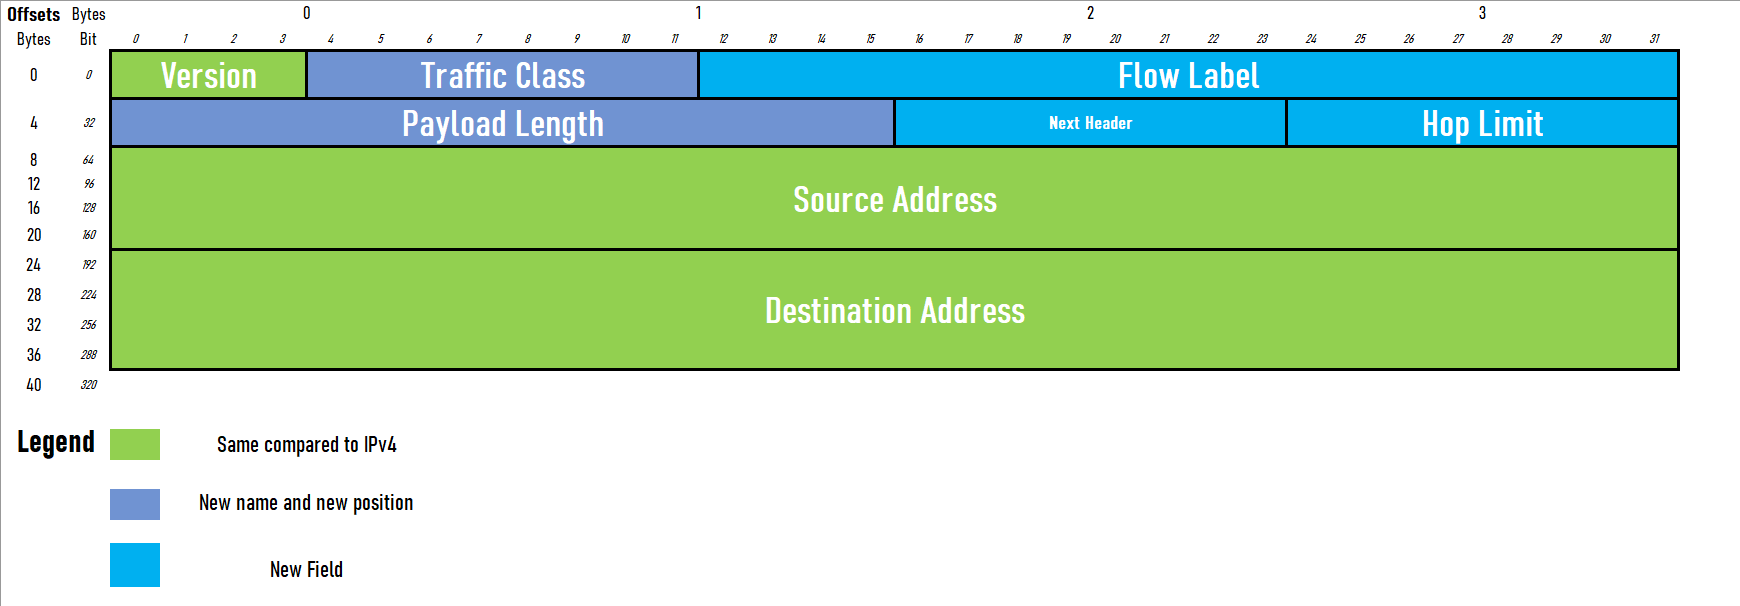 Offsets Bytes 0 1 2 3
Bytes Bit 0 1 2 3 4 5 6 7 8 9 10 11 12 13 14 15 16 17 18 19 20 21 22 23 24 25 26 27 28 29 30 31
0 0 Version Traffic Class Flow Label
4 32 Payload Length Next Header Hop Limit
8 64
12 96
Source Address
16 128
20 160
24 192
28 224
Destination Address
32 256
36 288
40 320
Legend Same compared to IPv4
New name and new position
New Field